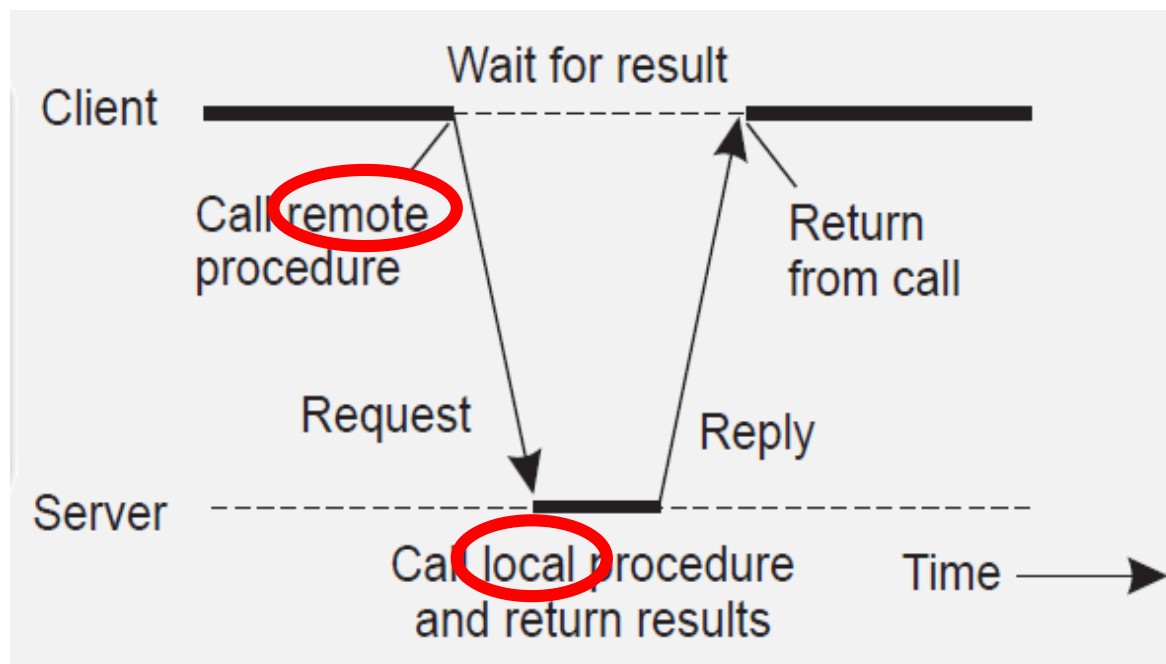 Wait for result
Client
Call remote
procedure
Return
from call
Request
Reply
Server
Call local procedure
and return results
Time